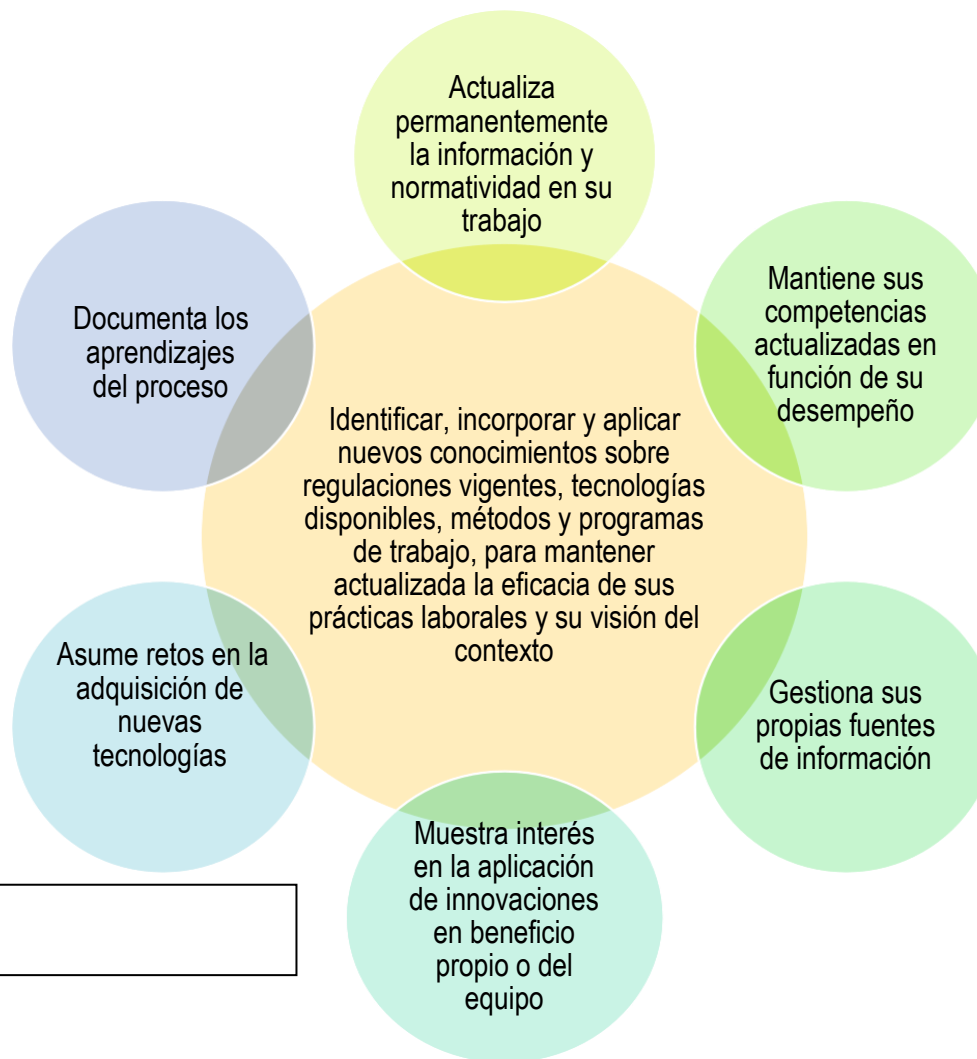 Actualiza
permanentemente
la información y
normatividad en su
trabajo
Mantiene sus
competencias
actualizadas en
función de su
desempeño
Documenta los
aprendizajes
del proceso
Identificar, incorporar y aplicar
nuevos conocimientos sobre
regulaciones vigentes, tecnologías
disponibles, métodos y programas
de trabajo, para mantener
actualizada la eficacia de sus
prácticas laborales y su visión del
contexto
Asume retos en la
adquisición de
nuevas
tecnologías
Gestiona sus
propias fuentes
de información
Muestra interés
en la aplicación
de innovaciones
en beneficio
propio o del
equipo